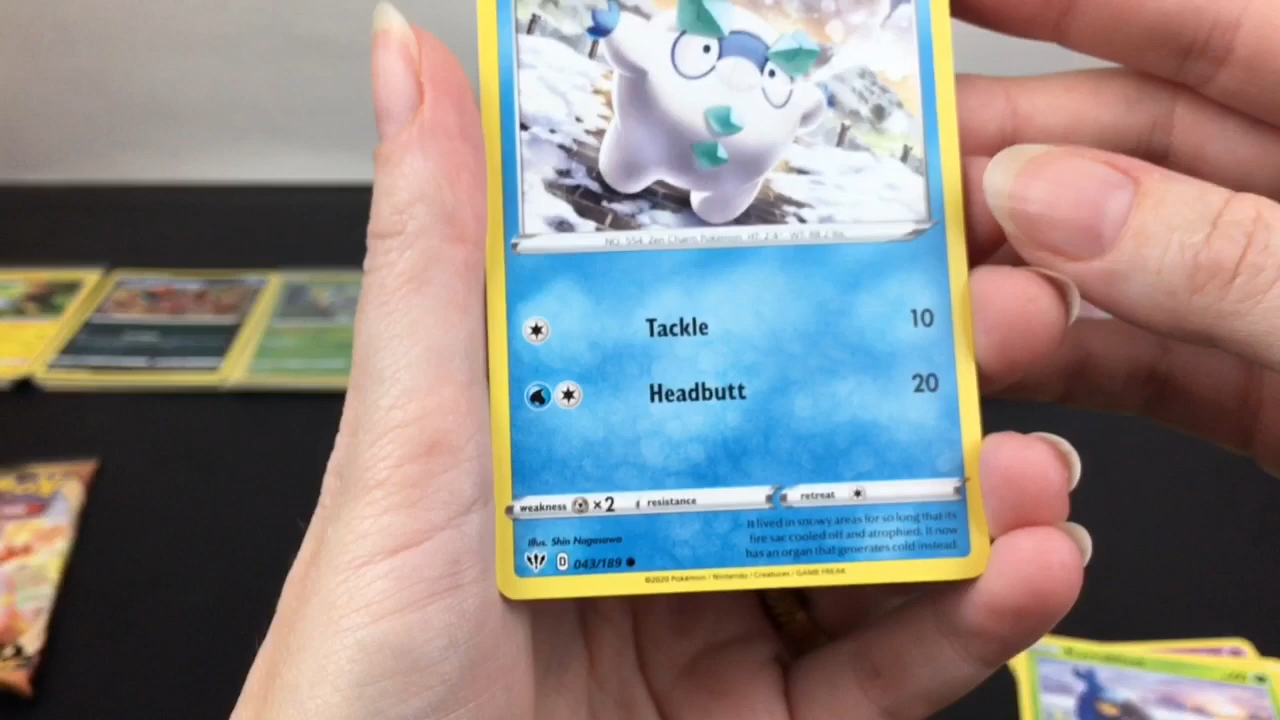 NO. 554 Zen Charm Pokémon HT: 2'4" WT: 88.2 lbs.
Tackle 10
Headbutt 20
weakness ×2 resistance retreat
It lived in snowy areas for so long that its
fire sac cooled off and atrophied. It now
has an organ that generates cold instead.
Illus. Shin Nagasawa
D 043/189
©2020 Pokémon / Nintendo / Creatures / GAME FREAK